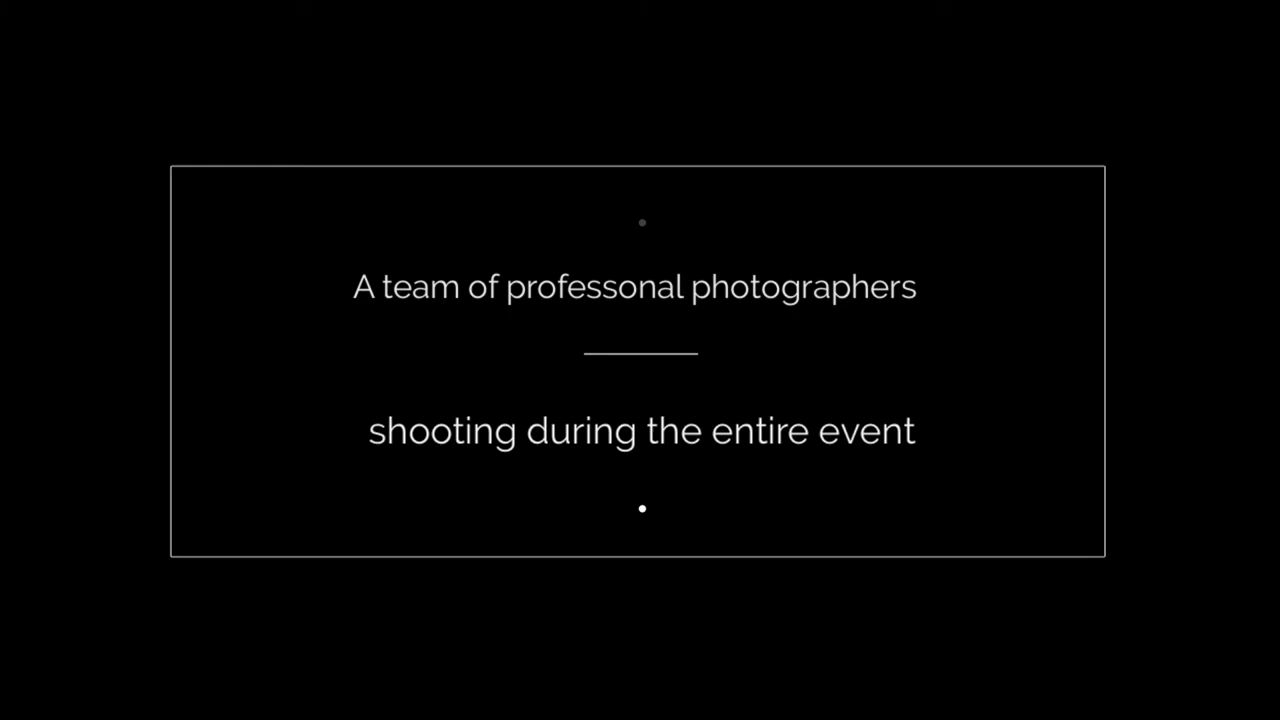 A team of professonal photographers
shooting during the entire event